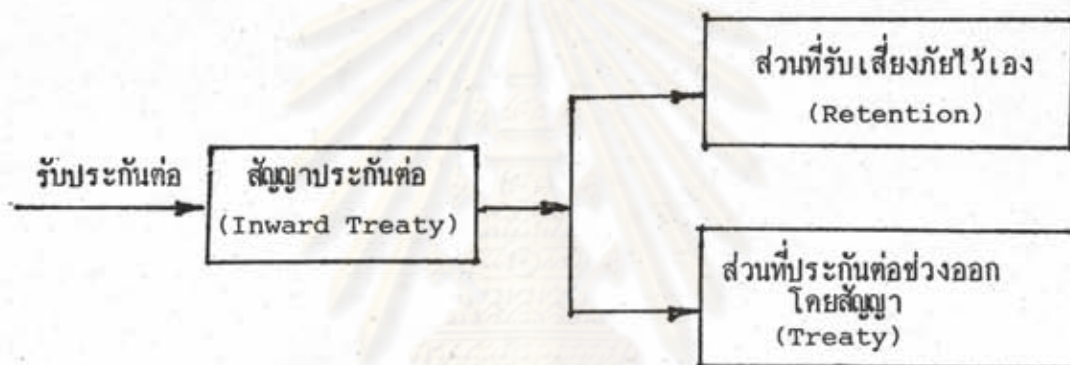 ส่วนที่รับเสี่ยงภัยไว้เอง
(Retention)
รับประกันต่อ
สัญญาประกันต่อ
(Inward Treaty)
ส่วนที่ประกันต่อช่วงออก
โดยสัญญา
(Treaty)